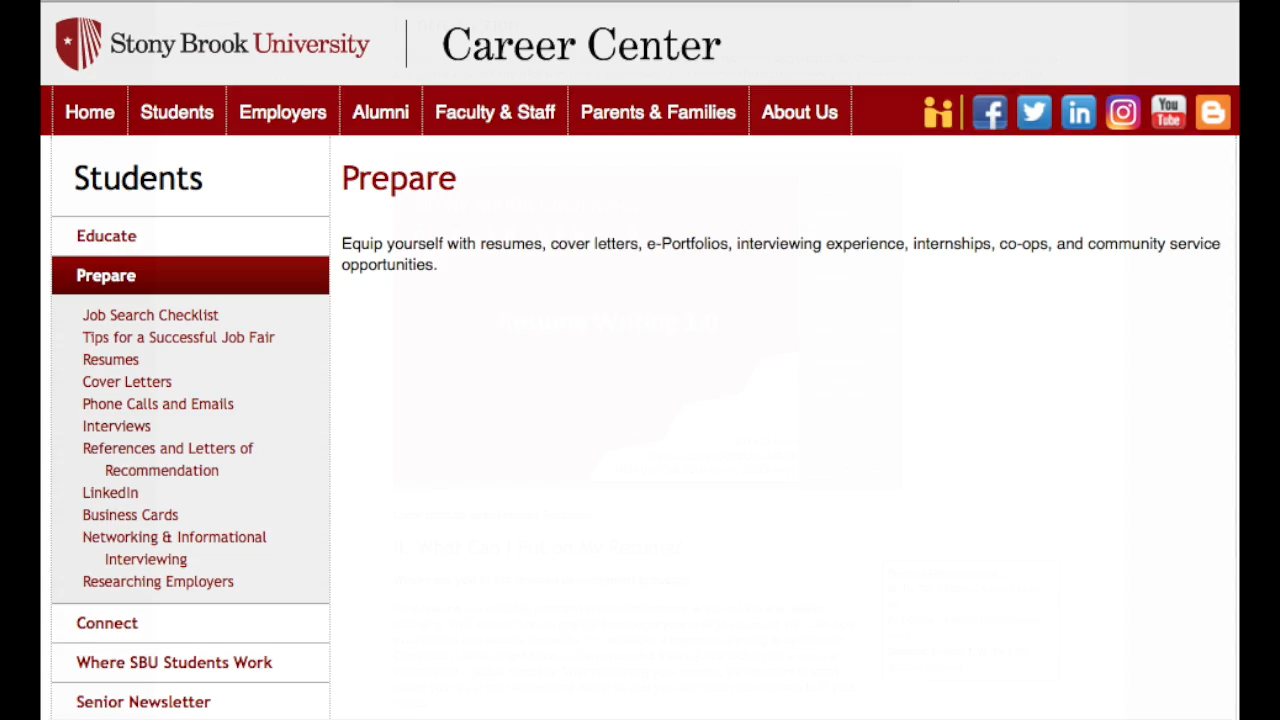 Stony Brook University
Career Center
Home Students Employers Alumni Faculty & Staff Parents & Families About Us
You
Tube
Students
Educate
Prepare
Job Search Checklist
Tips for a Successful Job Fair
Resumes
Cover Letters
Phone Calls and Emails
Interviews
References and Letters of
Recommendation
LinkedIn
Business Cards
Networking & Informational
Interviewing
Researching Employers
Connect
Where SBU Students Work
Senior Newsletter
Prepare
Equip yourself with resumes, cover letters, e-Portfolios, interviewing experience, internships, co-ops, and community service
opportunities.